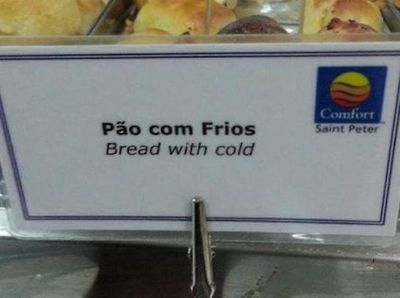 Pão com Frios
Bread with cold
Comfort
Saint Peter